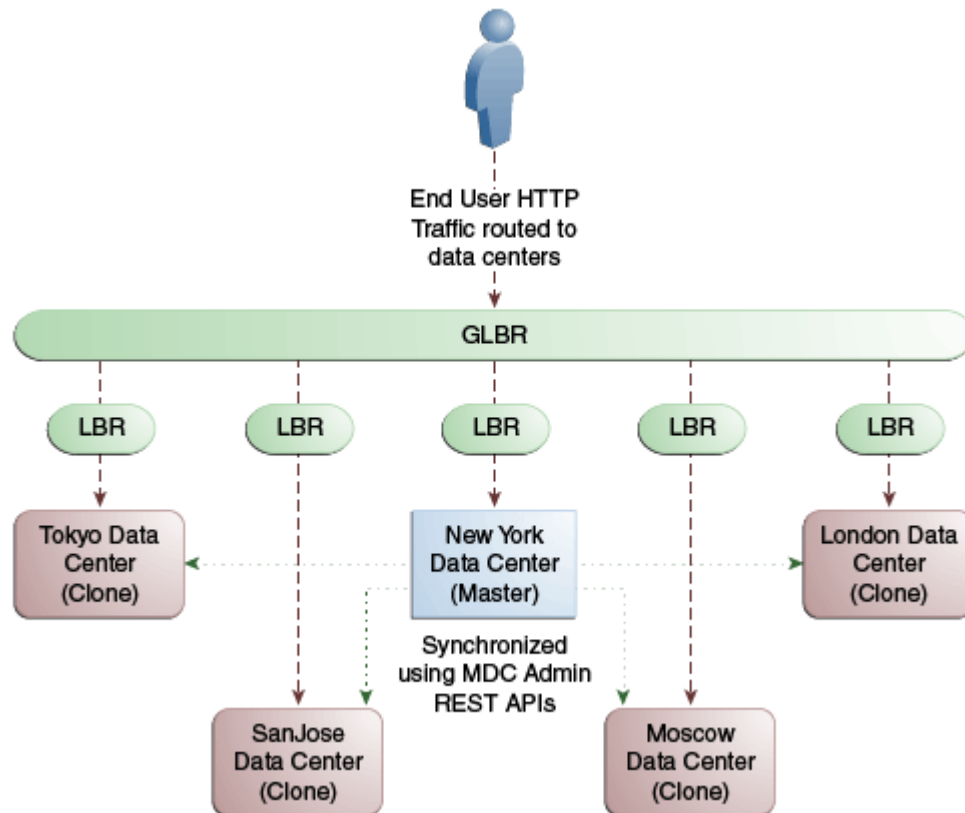 End User HTTP
Traffic routed to
data centers
GLBR
LBR
LBR
LBR
LBR
LBR
Tokyo Data
Center
(Clone)
New York
Data Center
(Master)
London Data
Center
(Clone)
Synchronized
using MDC Admin
REST APIs
SanJose
Data Center
(Clone)
Moscow
Data Center
(Clone)